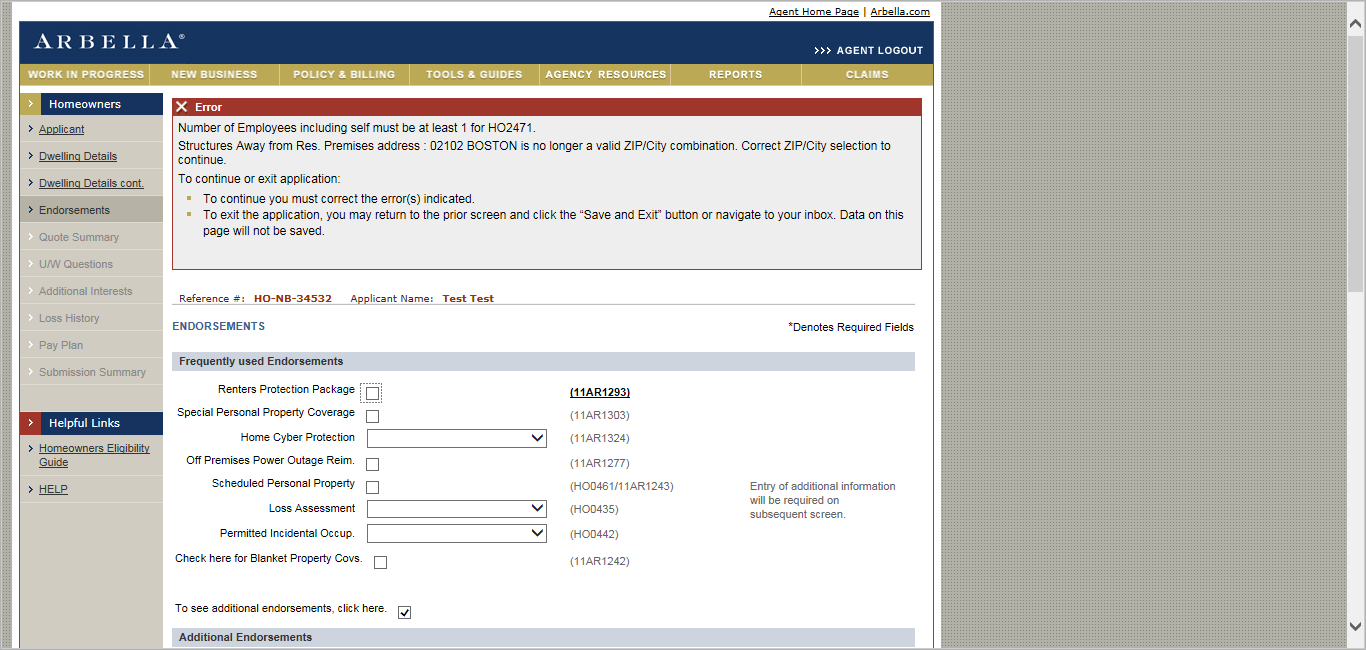 Agent Home Page | Arbella.com
ARBELLA®
>>> AGENT LOGOUT
WORK IN PROGRESS NEW BUSINESS POLICY & BILLING TOOLS & GUIDES AGENCY RESOURCES REPORTS CLAIMS
Homeowners
Applicant
Dwelling Details
Dwelling Details cont.
Endorsements
Quote Summary
U/W Questions
Additional Interests
Loss History
Pay Plan
Submission Summary
Helpful Links
Homeowners Eligibility
Guide
HELP
Error
Number of Employees including self must be at least 1 for HO2471.
Structures Away from Res. Premises address : 02102 BOSTON is no longer a valid ZIP/City combination. Correct ZIP/City selection to
continue.
To continue or exit application:
To continue you must correct the error(s) indicated.
To exit the application, you may return to the prior screen and click the “Save and Exit” button or navigate to your inbox. Data on this
page will not be saved.
Reference #: HO-NB-34532 Applicant Name: Test Test
ENDORSEMENTS
*Denotes Required Fields
Frequently used Endorsements
Renters Protection Package (11AR1293)
Special Personal Property Coverage (11AR1303)
Home Cyber Protection (11AR1324)
Off Premises Power Outage Reim. (11AR1277)
Scheduled Personal Property (HO0461/11AR1243)
Entry of additional information
will be required on
subsequent screen.
Loss Assessment (HO0435)
Permitted Incidental Occup. (HO0442)
Check here for Blanket Property Covs. (11AR1242)
To see additional endorsements, click here.
Additional Endorsements